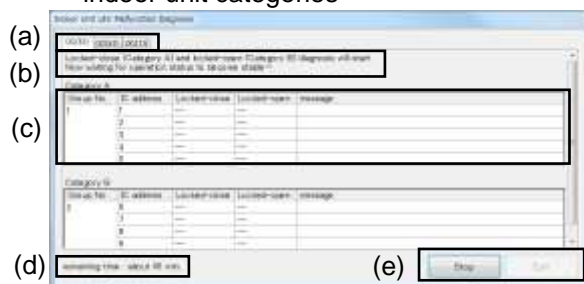 indoor unit categories
Indoor unit LEV Malfunction Diagnosis
(a)
(b)
Locked-close (Category A) and locked-open (Category B) diagnosis will start
Now waiting for operation status to become stable
Category A
(c)
Group No. IC address Locked-close Locked-open message
1 1 --- ---
2 --- ---
3 --- ---
4 --- ---
5 --- ---
Category B
Group No. IC address Locked-close Locked-open message
6 --- ---
7 --- ---
8 --- ---
9 --- ---
(d)
remaining time : about
(e)
Stop